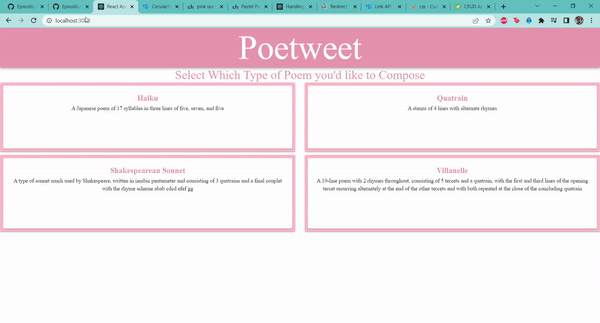 Episodic
Episodic
React App
Circular
pink sun
Pastel Pi
Handling
Redirect
Link API
css - Cu
CRUD A
localhost:300
Poetweet
Select Which Type of Poem you'd like to Compose
Haiku
A Japanese poem of 17 syllables in three lines of five, seven, and five
Quatrain
A stanza of 4 lines with alternate rhymes
Shakespearean Sonnet
A type of sonnet much used by Shakespeare, written in iambic pentameter and consisting of 3 quatrains and a final couplet
with the rhyme scheme abab cdcd efef gg
Villanelle
A 19-line poem with 2 rhymes throughout, consisting of 5 tercets and a quatrain, with the first and third lines of the opening
tercet recurring alternately at the end of the other tercets and with both repeated at the close of the concluding quatrain